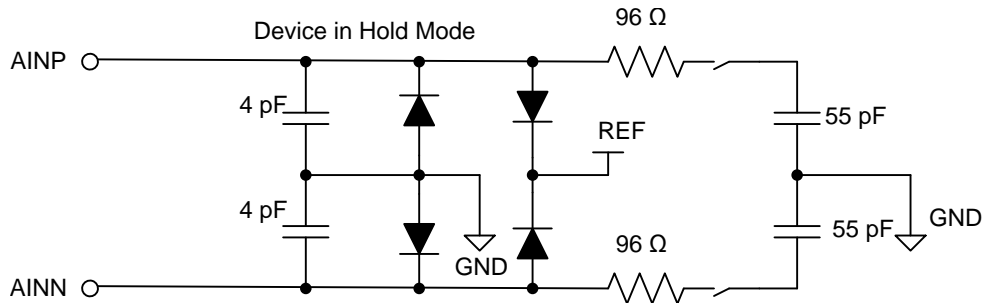 Device in Hold Mode
96 Ω
AINP
4 pF
55 pF
REF
4 pF
GND
96 Ω
55 pF
GND
AINN